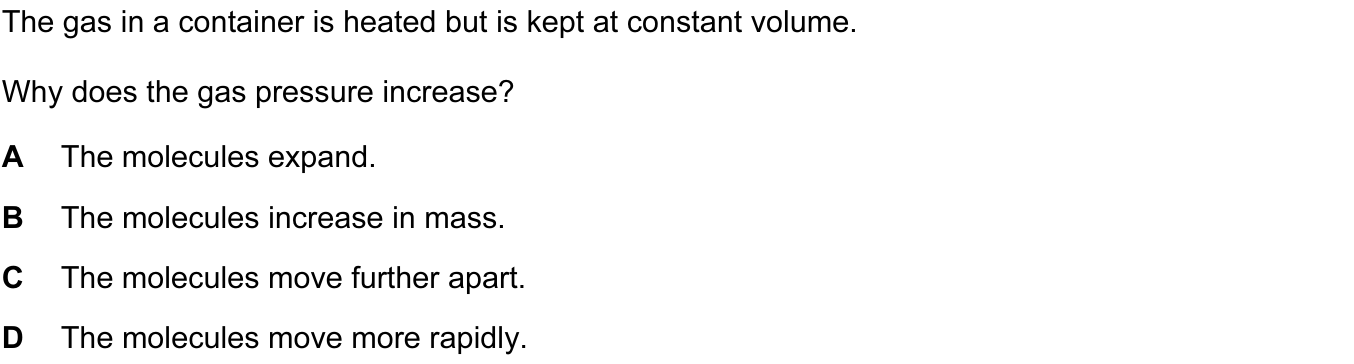 The gas in a container is heated but is kept at constant volume.
Why does the gas pressure increase?
A The molecules expand.
B The molecules increase in mass.
C The molecules move further apart.
D The molecules move more rapidly.